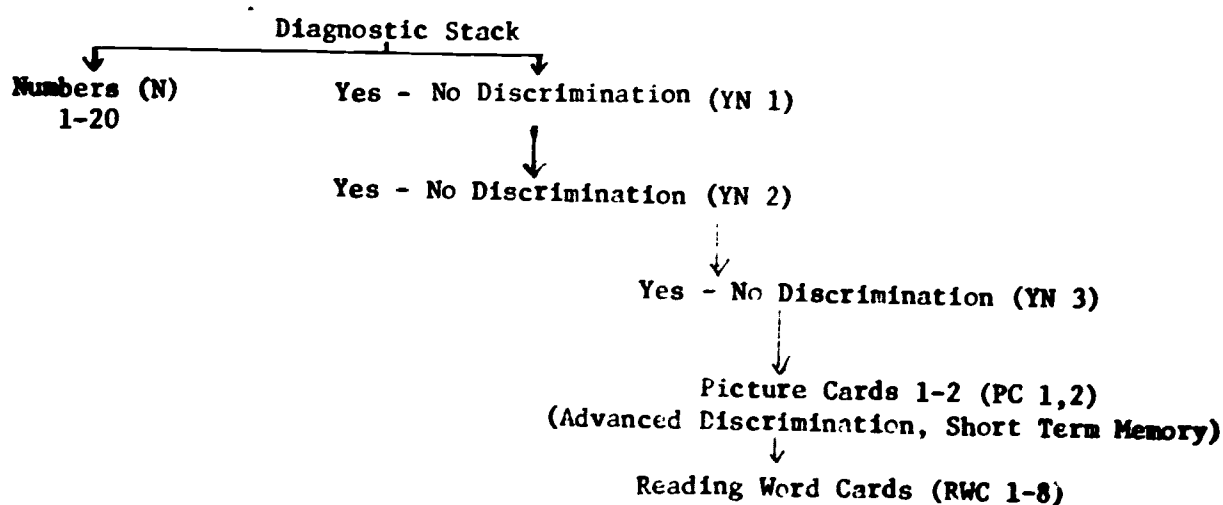 Diagnostic Stack
Numbers (N)
1-20
Yes - No Discrimination (YN 1)
Yes - No Discrimination (YN 2)
Yes - No Discrimination (YN 3)
Picture Cards 1-2 (PC 1,2)
(Advanced Discrimination, Short Term Memory)
Reading Word Cards (RWC 1-8)